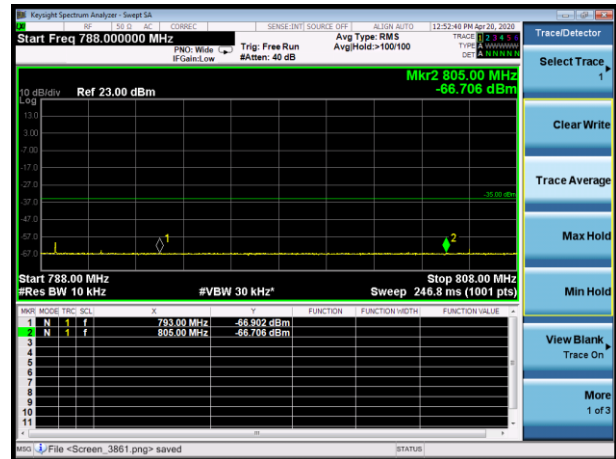 Keysight Spectrum Analyzer - Swept SA
RF 50 Ω AC CORREC SENSE:INT SOURCE OFF ALIGN AUTO 12:52:40 PM Apr 20, 2020
Start Freq 788.000000 MHz
PNO: Wide
IFGain:Low
Trig: Free Run
#Atten: 40 dB
Avg Type: RMS
Avg|Hold:>100/100
TRACE 1 2 3 4 5 6
TYPE A WWWWW
DET A N N N N N
Mkr2 805.00 MHz
-66.706 dBm
10 dB/div Ref 23.00 dBm
Log
13.0
3.00
-7.00
-17.0
-27.0
-35.00 dBm
-37.0
-47.0
-57.0
-67.0
1
2
Start 788.00 MHz Stop 808.00 MHz
#Res BW 10 kHz #VBW 30 kHz* Sweep 246.8 ms (1001 pts)
MKR MODE TRC SCL X Y FUNCTION FUNCTION WIDTH FUNCTION VALUE
1 N 1 f 793.00 MHz -66.902 dBm
2 N 1 f 805.00 MHz -66.706 dBm
3
4
5
6
7
8
9
10
11
MSG File <Screen_3861.png> saved STATUS
Trace/Detector
Select Trace
1
Clear Write
Trace Average
Max Hold
Min Hold
View Blank
Trace On
More
1 of 3